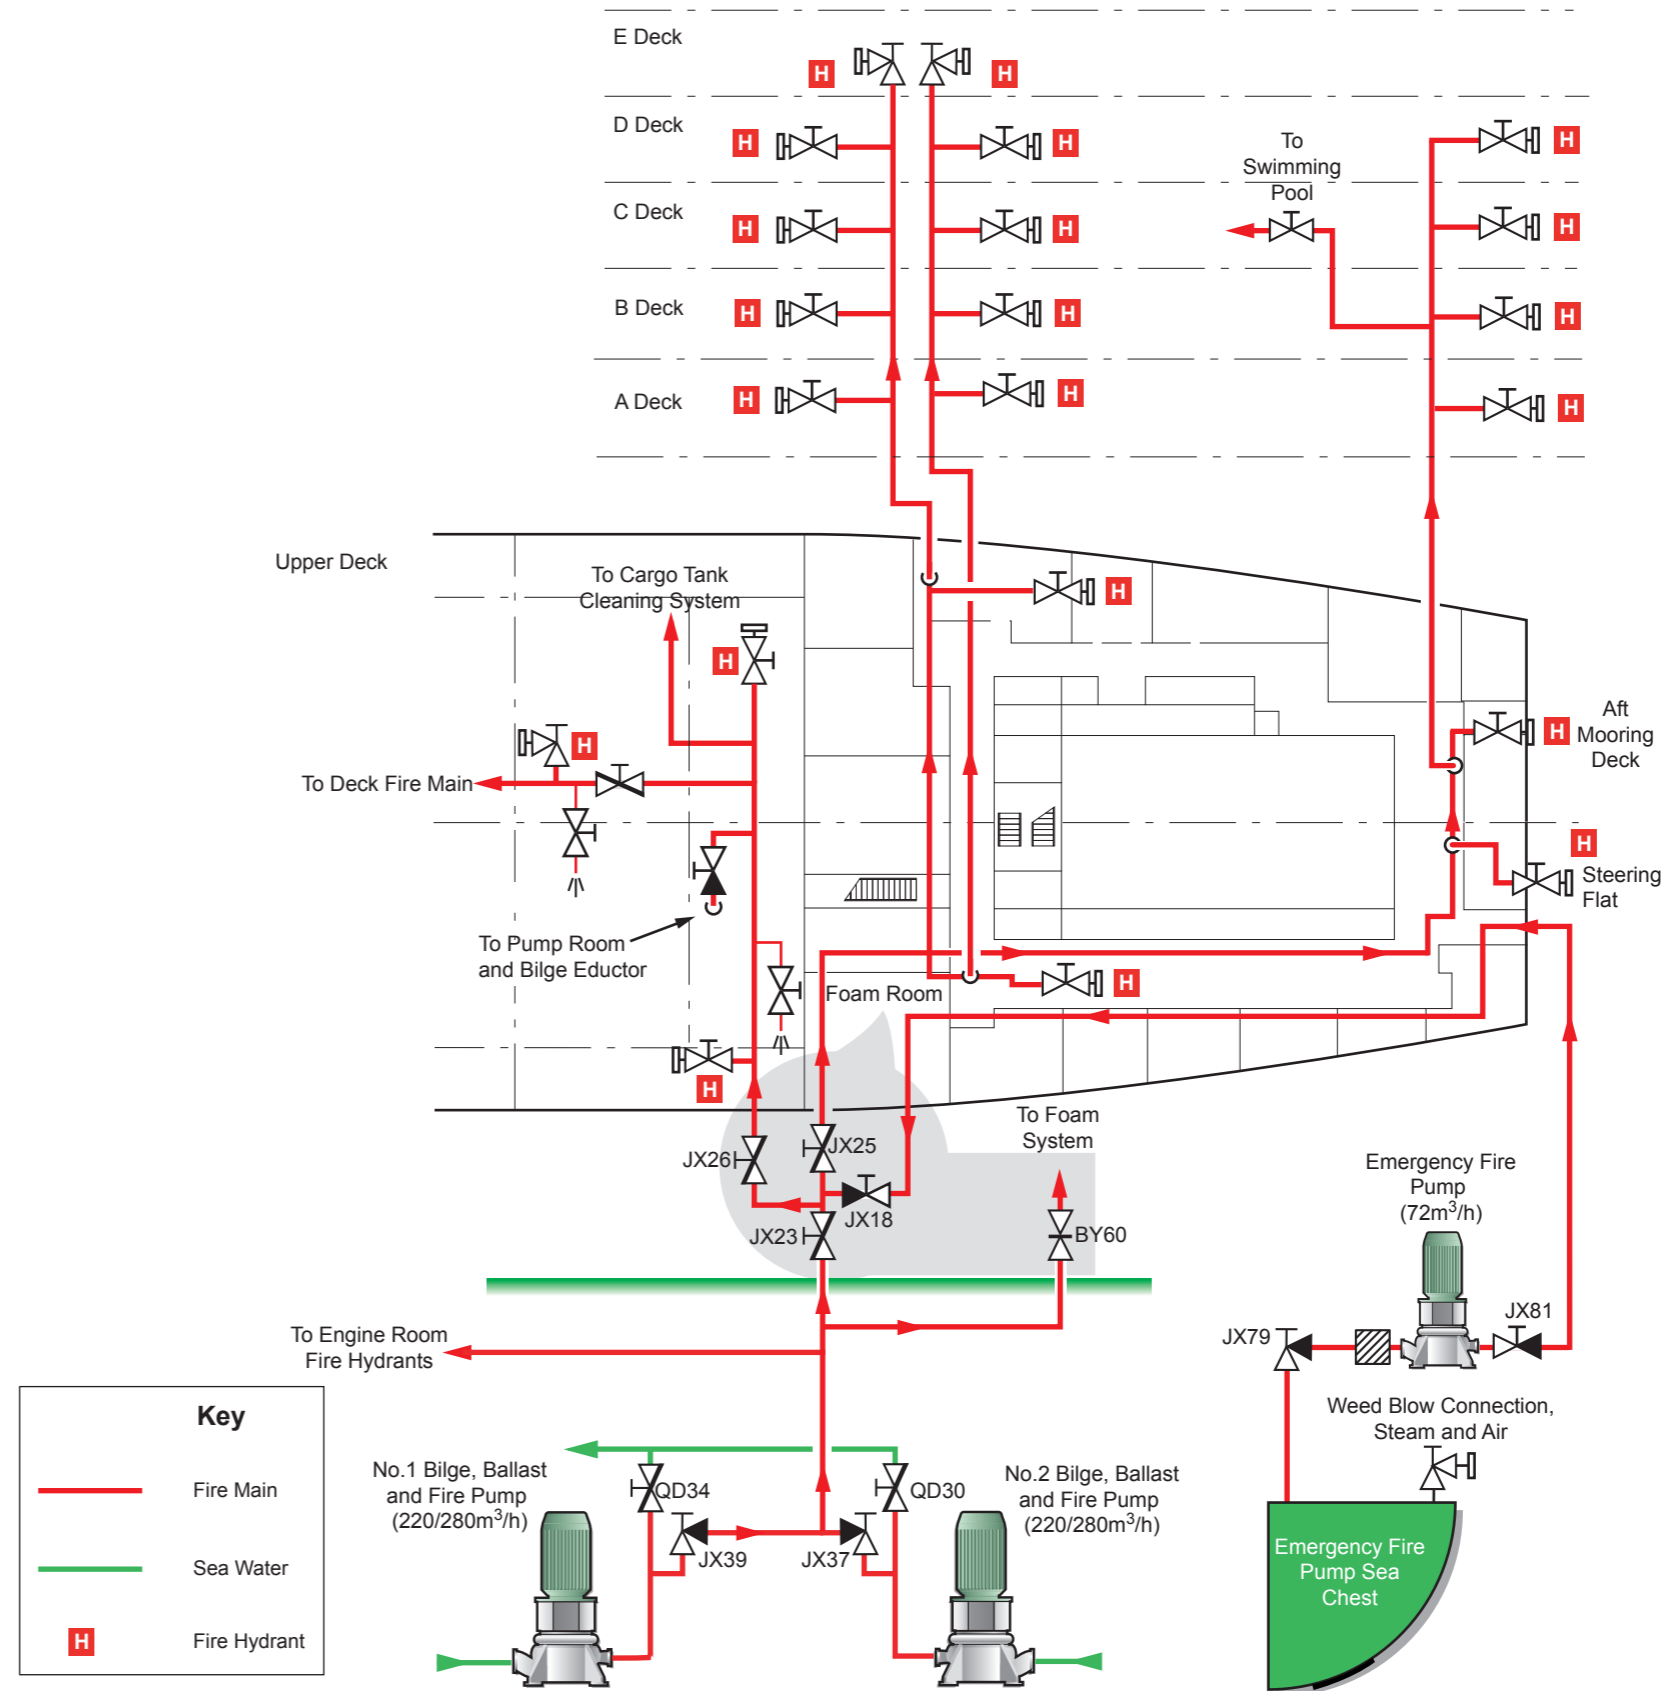 E Deck
H
H
D Deck
H
H
H
To
Swimming
Pool
C Deck
H
H
H
B Deck
H
H
H
A Deck
H
H
H
Upper Deck
To Cargo Tank
Cleaning System
H
H
H
To Deck Fire Main
H
Aft
Mooring
Deck
H
Steering
Flat
To Pump Room
and Bilge Eductor
Foam Room
H
H
To Foam
System
JX26
JX25
JX18
JX23
BY60
Emergency Fire
Pump
(72m³/h)
JX79
JX81
To Engine Room
Fire Hydrants
Weed Blow Connection,
Steam and Air
Key
Fire Main
Sea Water
H
Fire Hydrant
No.1 Bilge, Ballast
and Fire Pump
(220/280m³/h)
QD34
JX39
QD30
JX37
No.2 Bilge, Ballast
and Fire Pump
(220/280m³/h)
Emergency Fire
Pump Sea
Chest